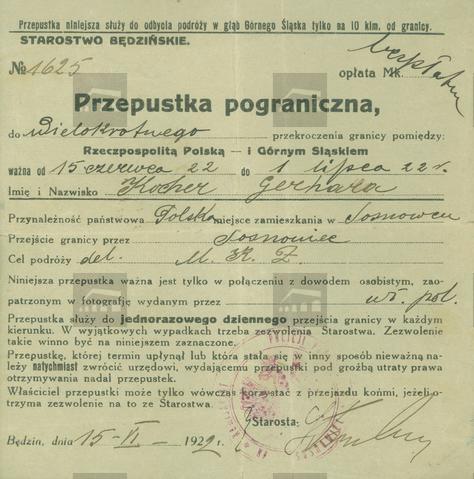 Przepustka niniejsza służy do odbycia podróży w głąb Górnego Śląska tylko na 10 klm. od granicy.
STAROSTWO BĘDZIŃSKIE.
№ 1625
opłata Mk. bezpłatna
Przepustka pograniczna,
do wielokrotnego przekroczenia granicy pomiędzy:
Rzeczpospolitą Polską — i Górnym Śląskiem
ważna od 15 czerwca 22 do 1 lipca 22 r.
Imię i Nazwisko Kocher Gerhard
Przynależność państwowa Polska miejsce zamieszkania w Sosnowcu
Przejście granicy przez Sosnowiec
Cel podróży del. M. K. Z.
Niniejsza przepustka ważna jest tylko w połączeniu z dowodem osobistym, zao-
patrzonym w fotografję wydanym przez wł. pol.
Przepustka służy do jednorazowego dziennego przejścia granicy w każdym
kierunku. W wyjątkowych wypadkach trzeba zezwolenia Starostwa. Zezwolenie
takie winno być na niniejszem zaznaczone.
Przepustkę, której termin upłynął lub która stała się w inny sposób nieważną na-
leży natychmiast zwrócić urzędowi, wydającemu przepustki pod groźbą utraty prawa
otrzymywania nadal przepustek.
Właściciel przepustki może tylko wówczas korzystać z przejazdu końmi, jeżeli o-
trzyma zezwolenie na to ze Starostwa.
Starosta:
Będzin, dnia 15-VI- 1922 r.